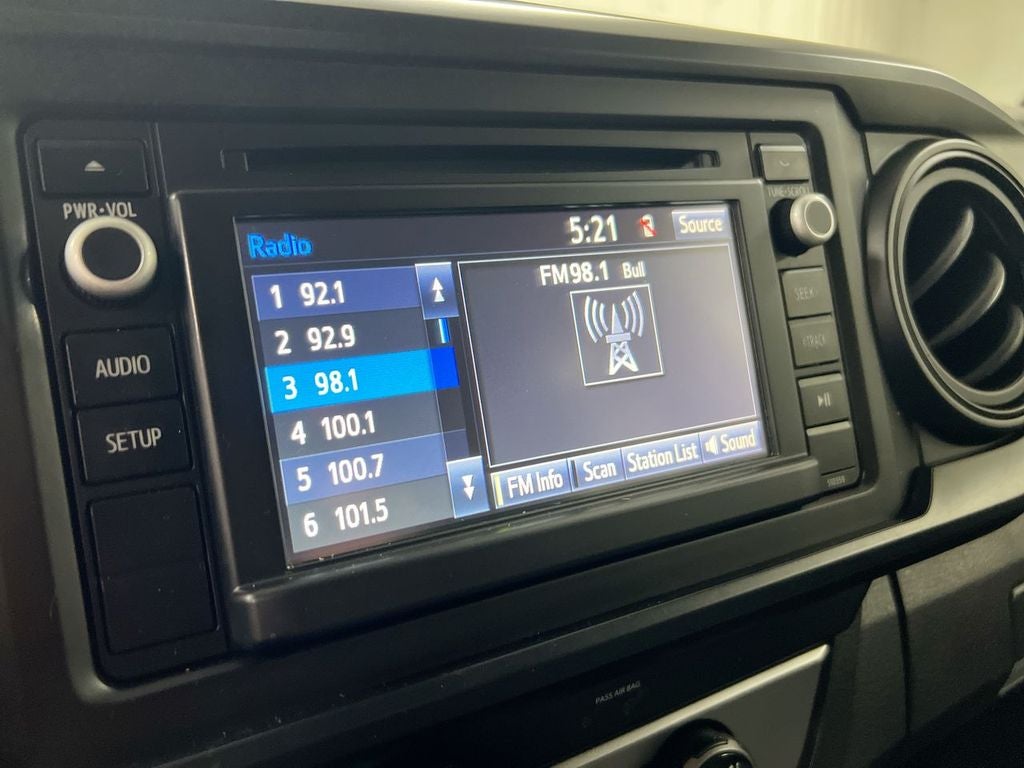 PWR•VOL
TUNE•SCROLL
AUDIO
SETUP
Radio
5:21
Source
1 92.1
2 92.9
3 98.1
4 100.1
5 100.7
6 101.5
FM98.1 Bull
FM Info
Scan
Station List
Sound
SEEK
TRACK
PASS AIR BAG